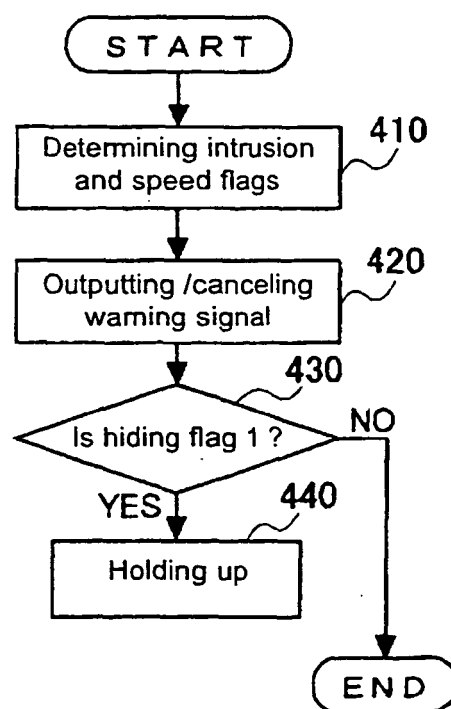 START
410
Determining intrusion
and speed flags
420
Outputting /canceling
warning signal
430
Is hiding flag 1 ?
NO
YES
440
Holding up
END